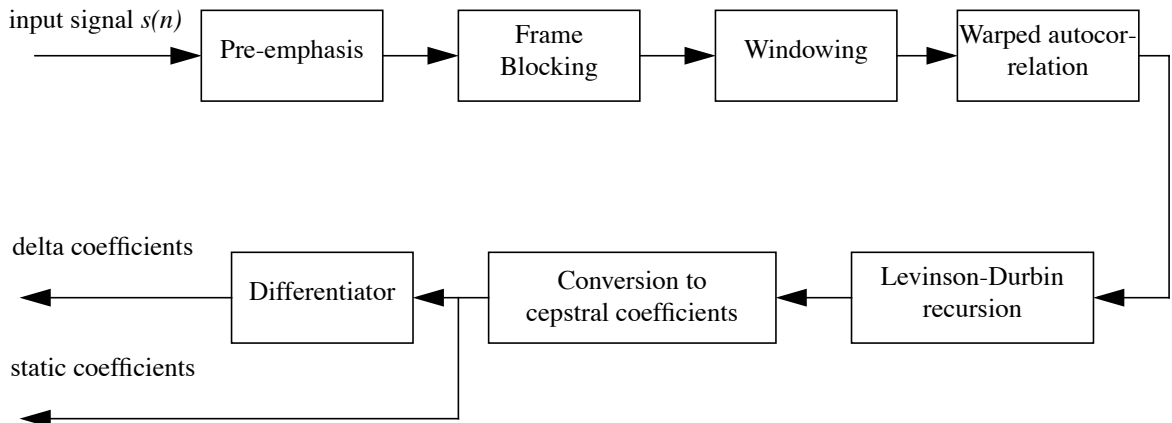 input signal s(n)
Pre-emphasis
Frame
Blocking
Windowing
Warped autocor-
relation
delta coefficients
Differentiator
Conversion to
cepstral coefficients
Levinson-Durbin
recursion
static coefficients